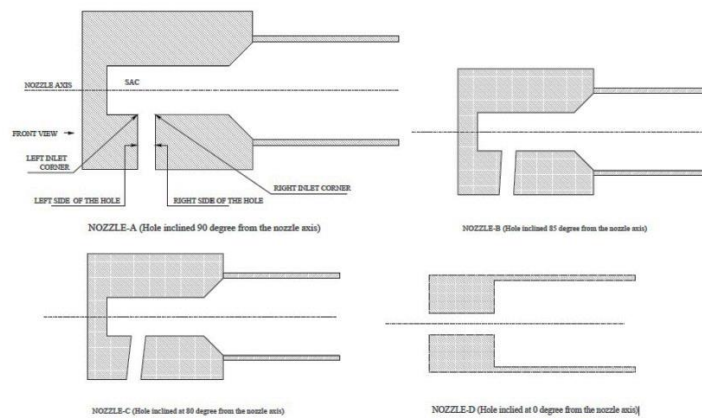 NOZZLE AXIS
SAC
FRONT VIEW
LEFT INLET
CORNER
RIGHT INLET CORNER
LEFT SIDE OF THE HOLE
RIGHT SIDE OF THE HOLE
NOZZLE-A (Hole inclined 90 degree from the nozzle axis)
NOZZLE-B (Hole inclined 85 degree from the nozzle axis)
NOZZLE-C (Hole inclined at 80 degree from the nozzle axis)
NOZZLE-D (Hole inclied at 0 degree from the nozzle axis)